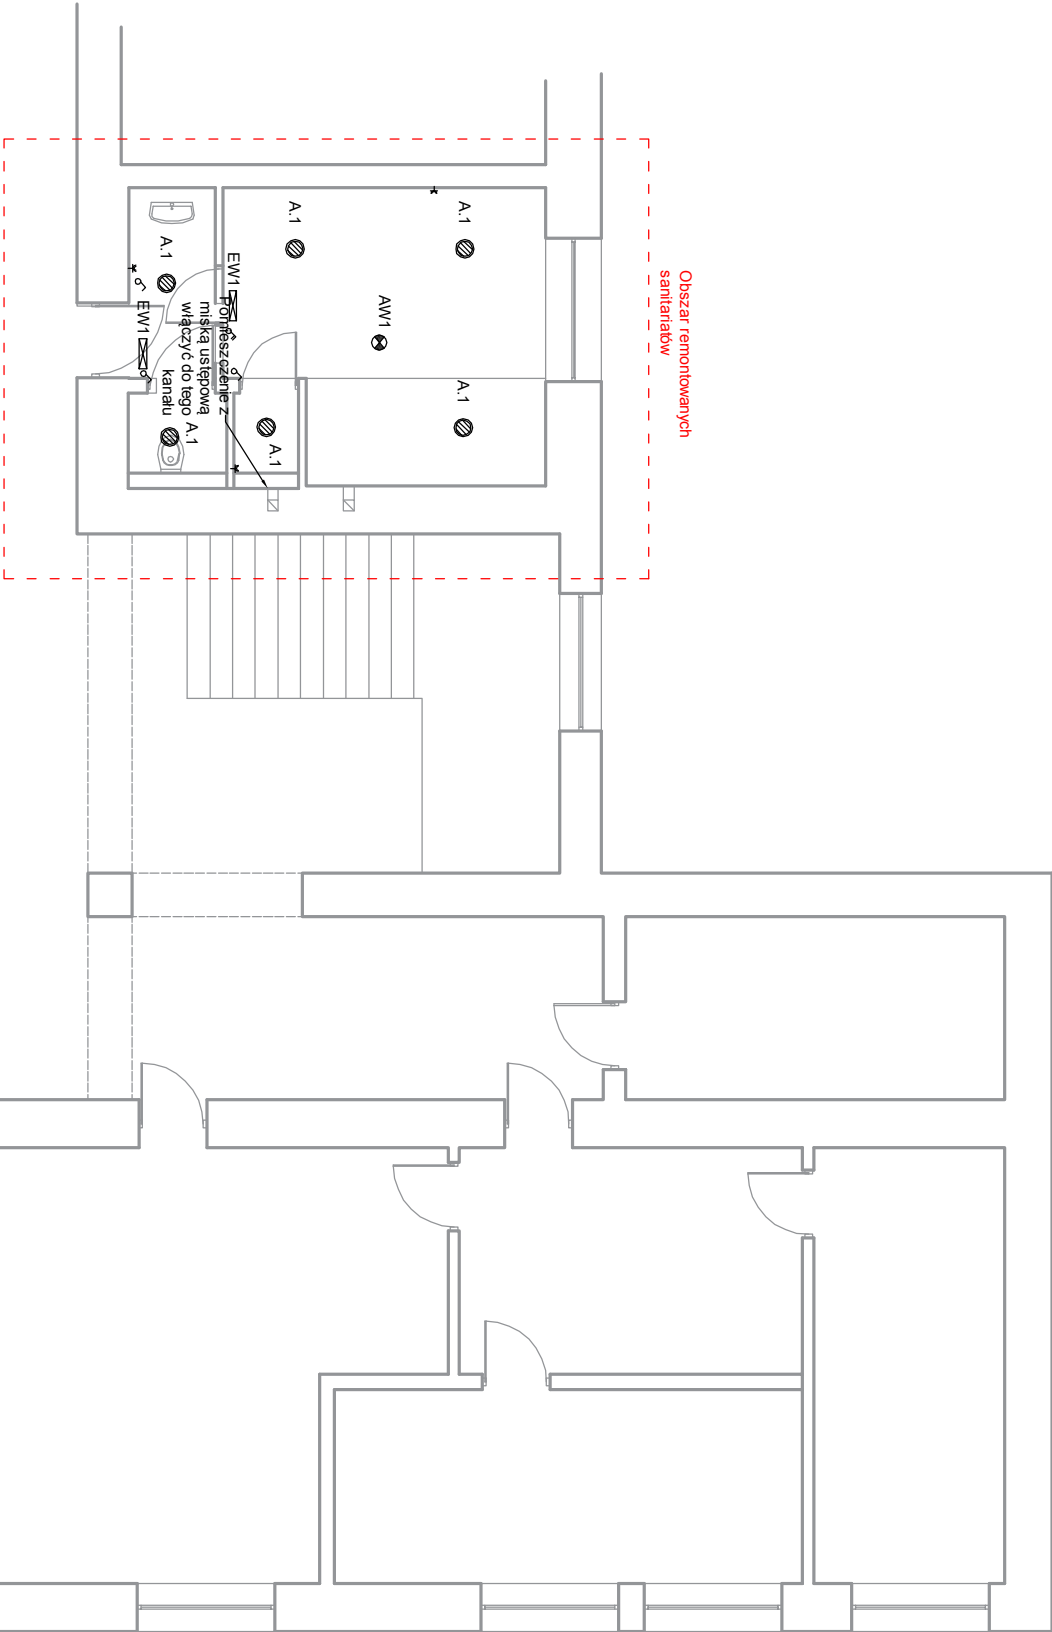 Obszar remontowanych
sanitariatów
A.1
A.1
AW1
A.1
A.1
EW1
Pomieszczenie z
miską ustępową
włączyć do tego
kanału
A.1
EW1
A.1